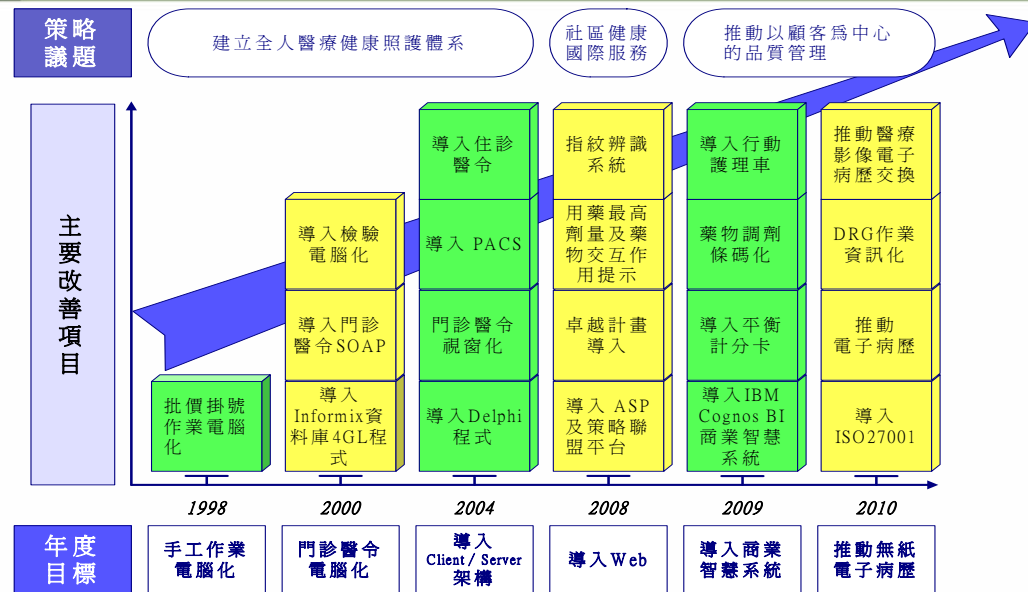 策略
議題
建立全人醫療健康照護體系
社區健康
國際服務
推動以顧客爲中心
的品質管理
主
要
改
善
項
目
批價掛號
作業電腦
化
導入檢驗
電腦化
導入門診
醫令SOAP
導入
Informix資
料庫4GL程
式
導入住診
醫令
導入 PACS
門診醫令
視窗化
導入Delphi
程式
指紋辨識
系統
用藥最高
劑量及藥
物交互作
用提示
卓越計畫
導入
導入 ASP
及策略聯
盟平台
導入行動
護理車
藥物調劑
條碼化
導入平衡
計分卡
導入IBM
Cognos BI
商業智慧
系統
推動醫療
影像電子
病歷交換
DRG作業
資訊化
推動
電子病歷
導入
ISO27001
1998
2000
2004
2008
2009
2010
年度
目標
手工作業
電腦化
門診醫令
電腦化
導入
Client / Server
架構
導入Web
導入商業
智慧系統
推動無紙
電子病歷